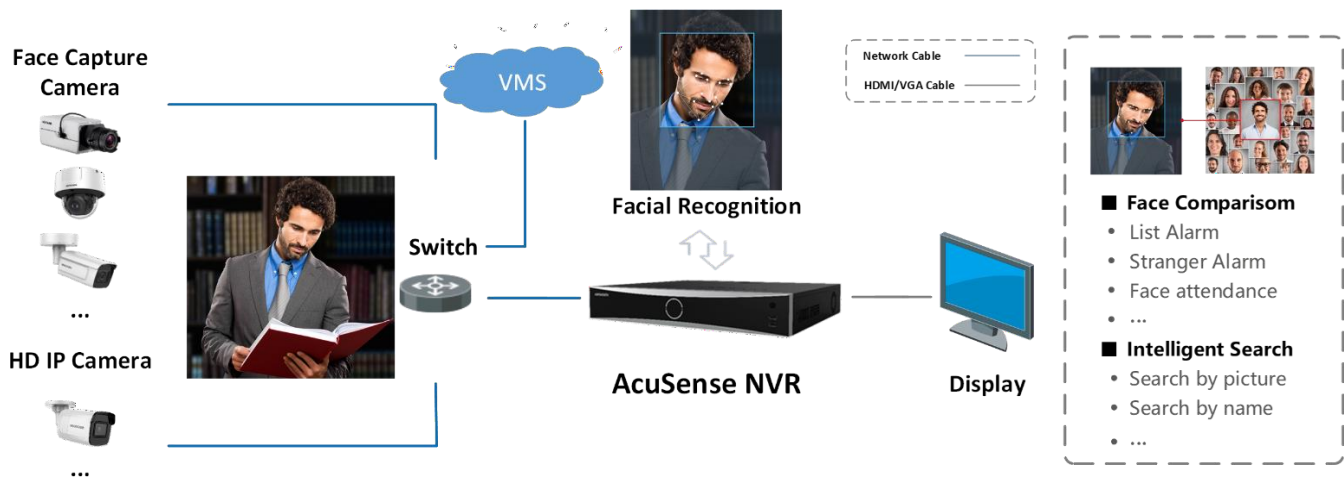 Face Capture
Camera
...
HD IP Camera
...
Switch
VMS
Facial Recognition
AcuSense NVR
Display
Network Cable
HDMI/VGA Cable
■ Face Comparisom
• List Alarm
• Stranger Alarm
• Face attendance
• ...
■ Intelligent Search
• Search by picture
• Search by name
• ...